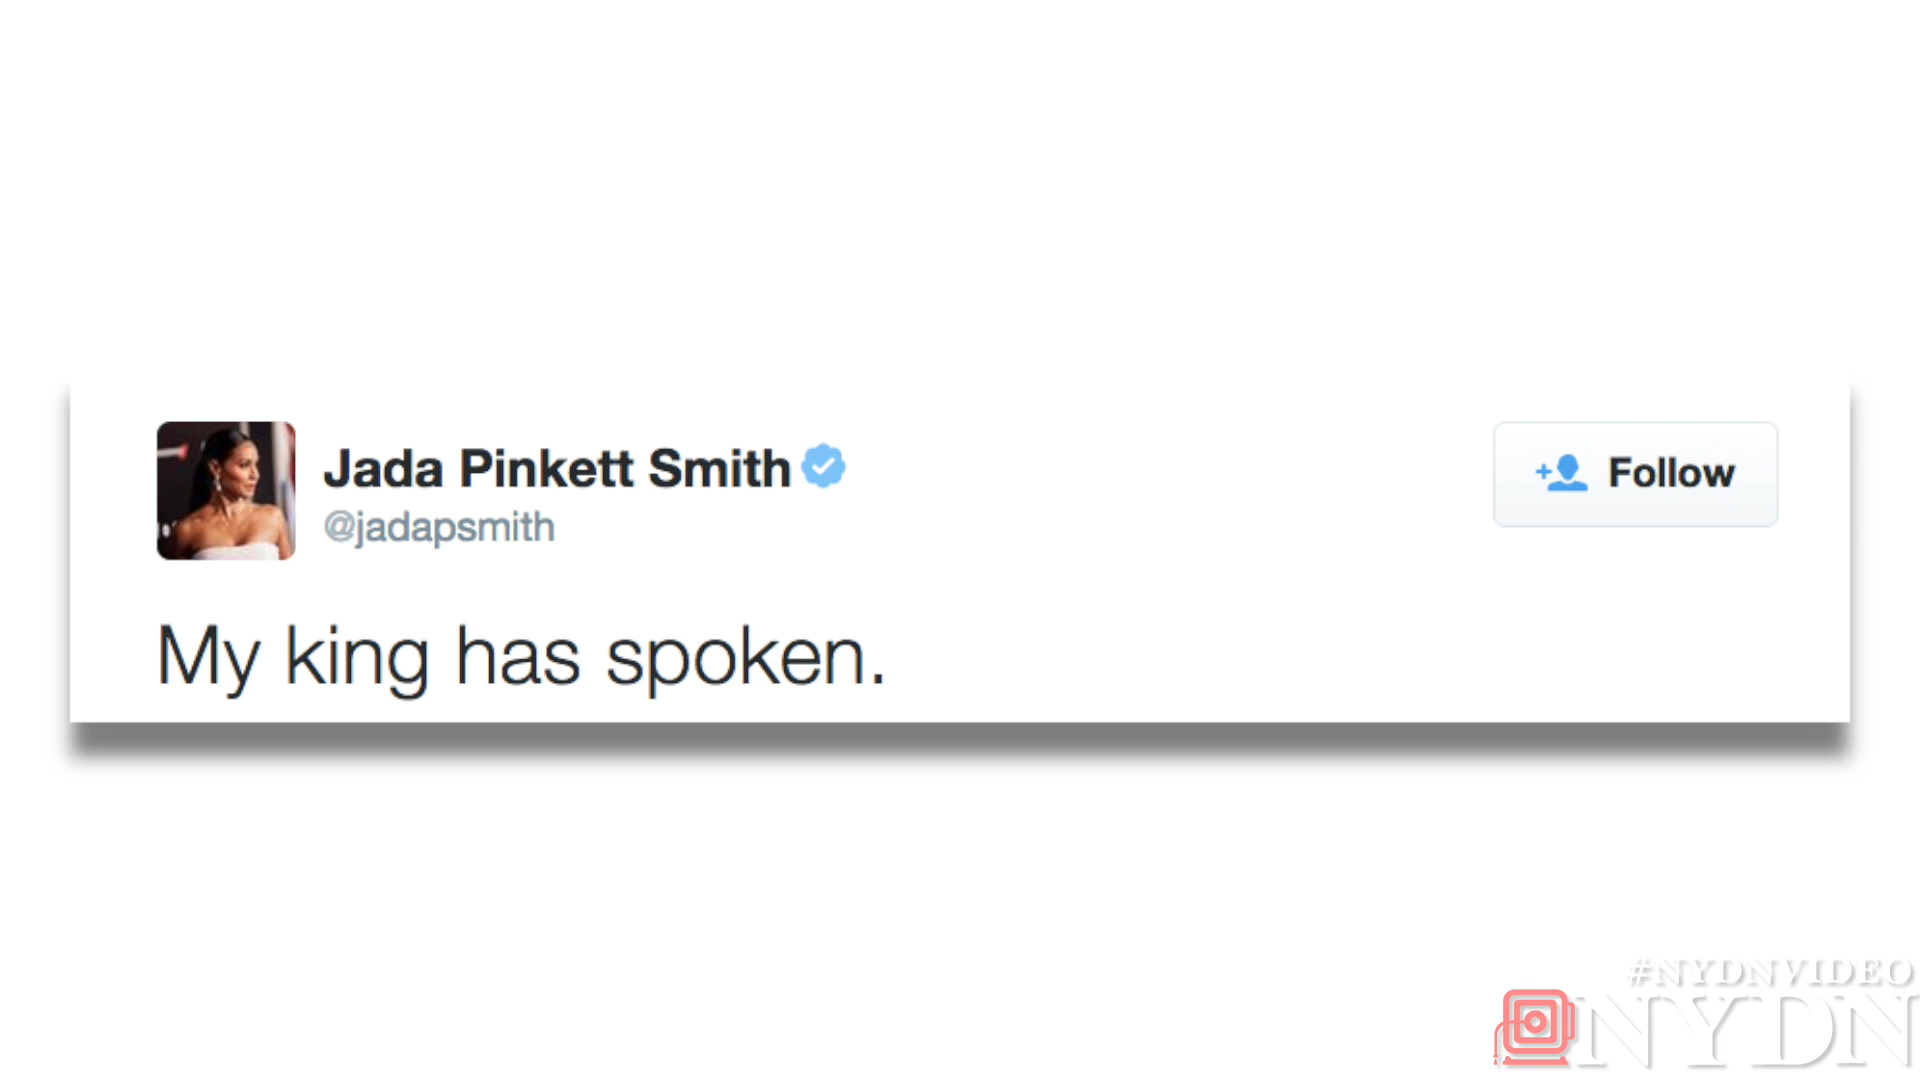 Jada Pinkett Smith
@jadapsmith
Follow
My king has spoken.
#NYDNVIDEO
NYDN